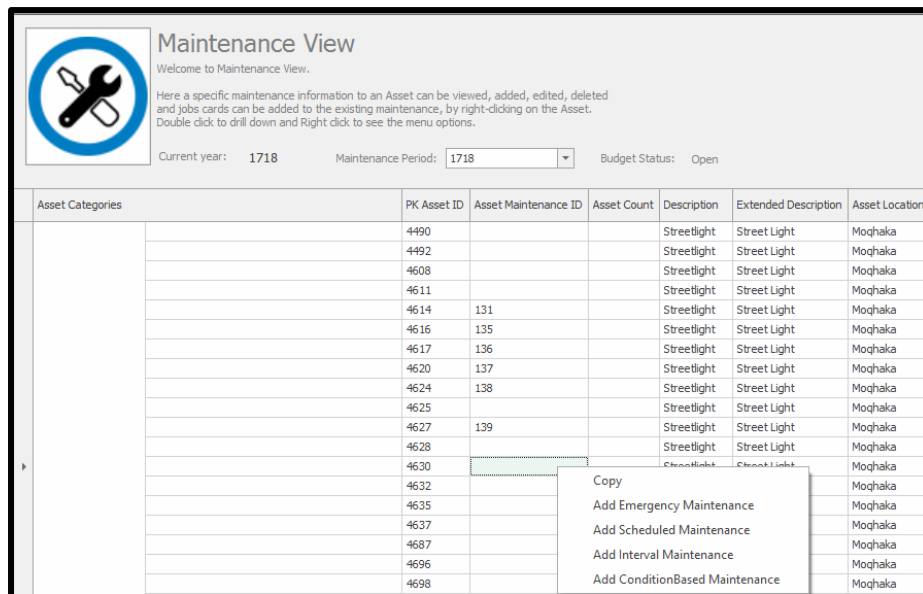 Maintenance View
Welcome to Maintenance View.
Here a specific maintenance information to an Asset can be viewed, added, edited, deleted
and jobs cards can be added to the existing maintenance, by right-clicking on the Asset.
Double click to drill down and Right click to see the menu options.
Current year: 1718 Maintenance Period: 1718 Budget Status: Open
Asset Categories PK Asset ID Asset Maintenance ID Asset Count Description Extended Description Asset Location
4490 Streetlight Street Light Moqhaka
4492 Streetlight Street Light Moqhaka
4608 Streetlight Street Light Moqhaka
4611 Streetlight Street Light Moqhaka
4614 131 Streetlight Street Light Moqhaka
4616 135 Streetlight Street Light Moqhaka
4617 136 Streetlight Street Light Moqhaka
4620 137 Streetlight Street Light Moqhaka
4624 138 Streetlight Street Light Moqhaka
4625 Streetlight Street Light Moqhaka
4627 139 Streetlight Street Light Moqhaka
4628 Streetlight Street Light Moqhaka
4630 Streetlight Street Light Moqhaka
4632 Moqhaka
4635 Moqhaka
4637 Moqhaka
4687 Moqhaka
4696 Moqhaka
4698 Moqhaka
Copy
Add Emergency Maintenance
Add Scheduled Maintenance
Add Interval Maintenance
Add ConditionBased Maintenance